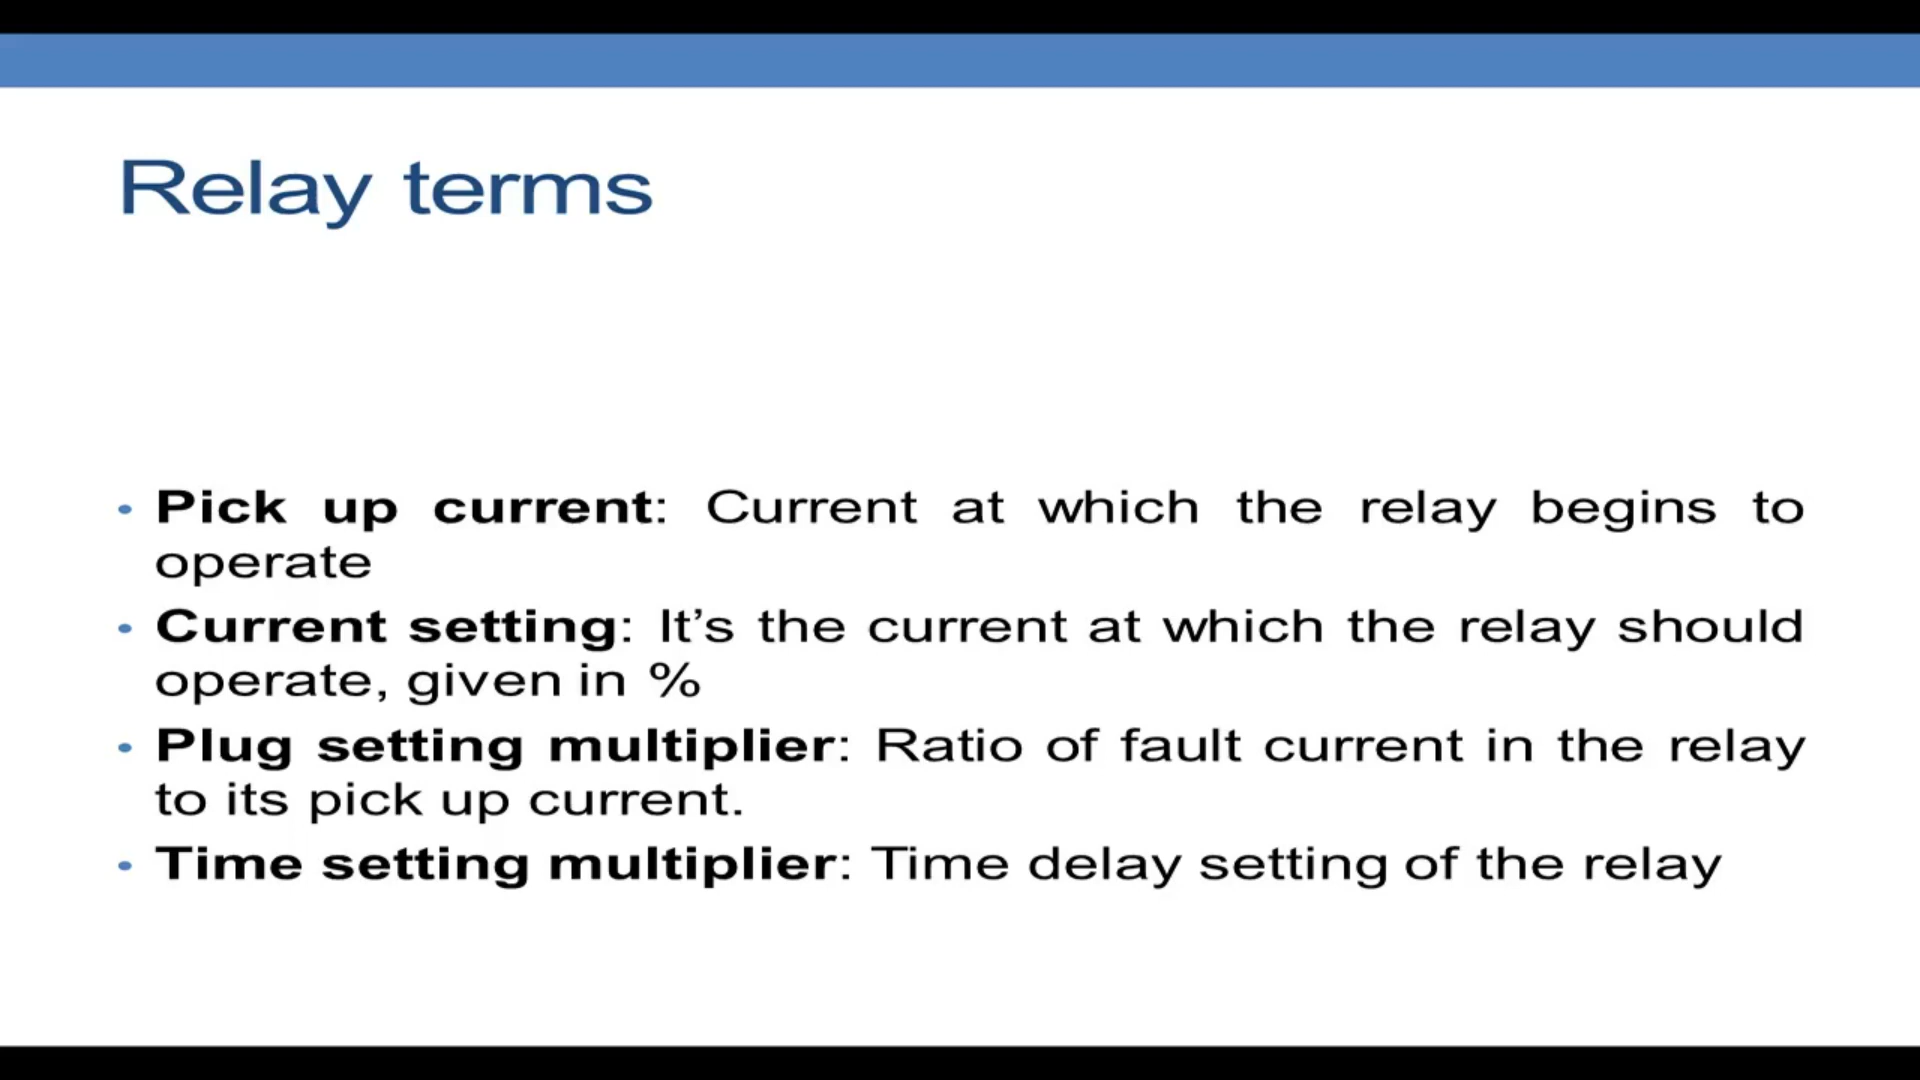 Relay terms
• Pick up current: Current at which the relay begins to
operate
• Current setting: It’s the current at which the relay should
operate, given in %
• Plug setting multiplier: Ratio of fault current in the relay
to its pick up current.
• Time setting multiplier: Time delay setting of the relay